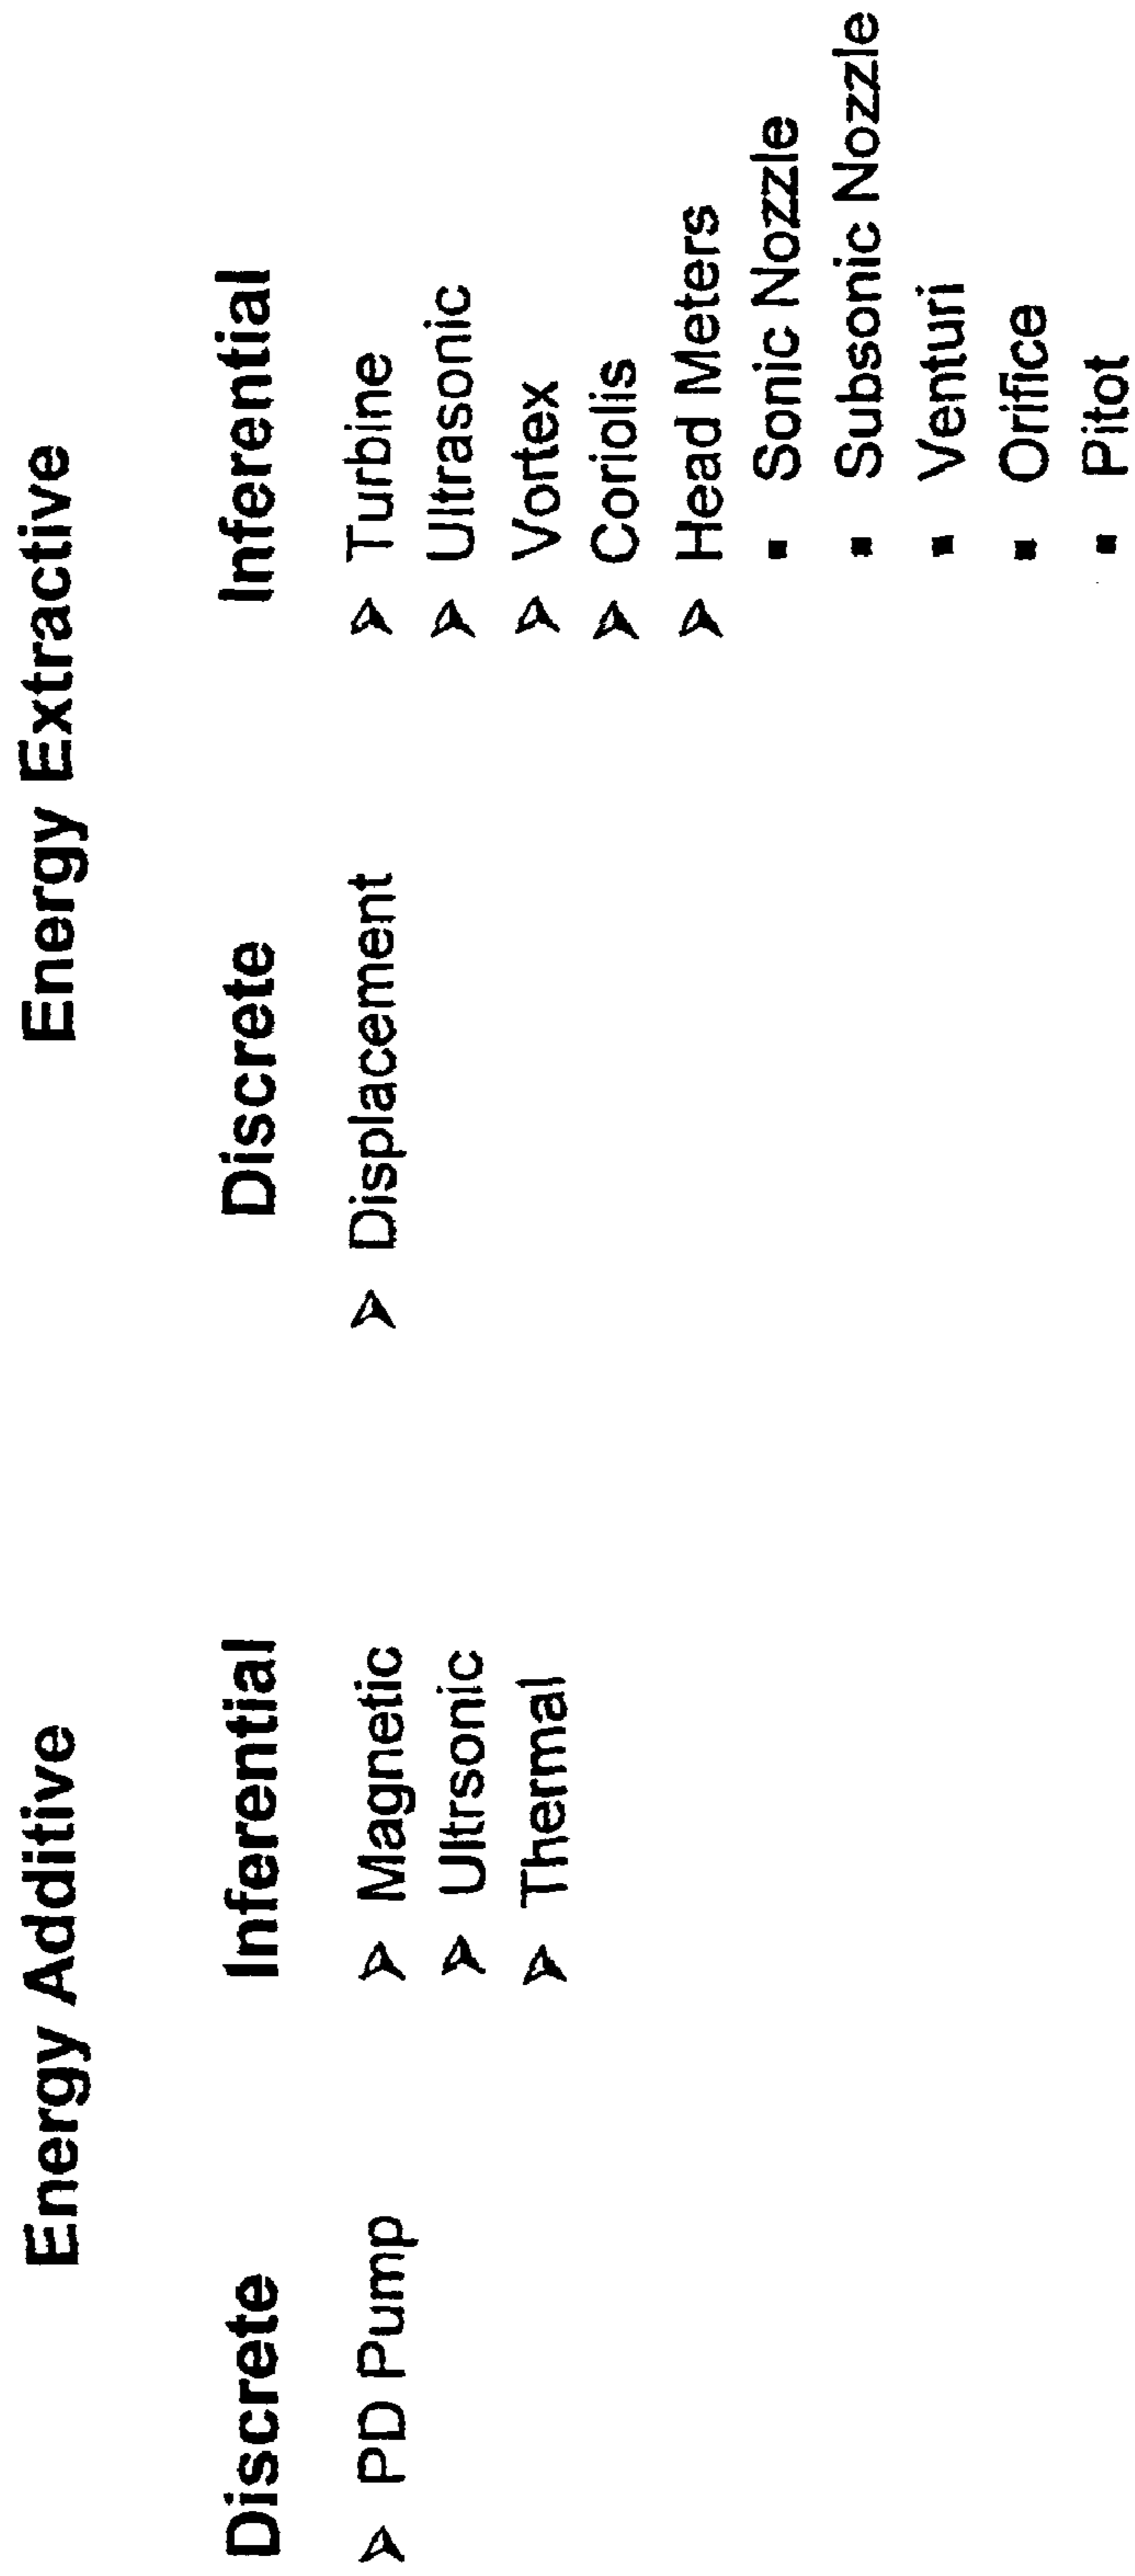 Energy Additive
Energy Extractive
Discrete
➢ PD Pump
Inferential
➢ Magnetic
➢ Ultrsonic
➢ Thermal
Discrete
➢ Displacement
Inferential
➢ Turbine
➢ Ultrasonic
➢ Vortex
➢ Coriolis
➢ Head Meters
▪ Sonic Nozzle
▪ Subsonic Nozzle
▪ Venturi
▪ Orifice
▪ Pitot